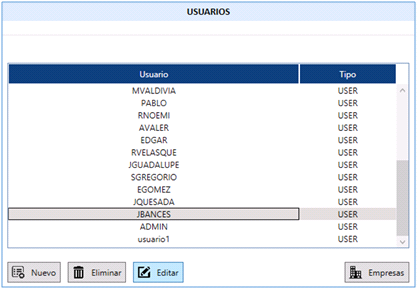 USUARIOS
Usuario Tipo
MVALDIVIA USER
PABLO USER
RNOEMI USER
AVALER USER
EDGAR USER
RVELASQUE USER
JGUADALUPE USER
SGREGORIO USER
EGOMEZ USER
JQUESADA USER
JBANCES USER
ADMIN USER
usuario1 USER
Nuevo Eliminar Editar Empresas